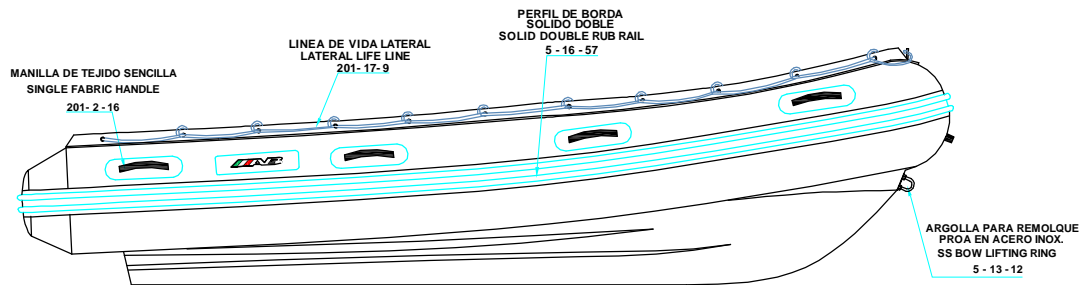 PERFIL DE BORDA
SOLIDO DOBLE
SOLID DOUBLE RUB RAIL
5 - 16 - 57
LINEA DE VIDA LATERAL
LATERAL LIFE LINE
201- 17- 9
MANILLA DE TEJIDO SENCILLA
SINGLE FABRIC HANDLE
201- 2 - 16
AB
ARGOLLA PARA REMOLQUE
PROA EN ACERO INOX.
SS BOW LIFTING RING
5 - 13 - 12